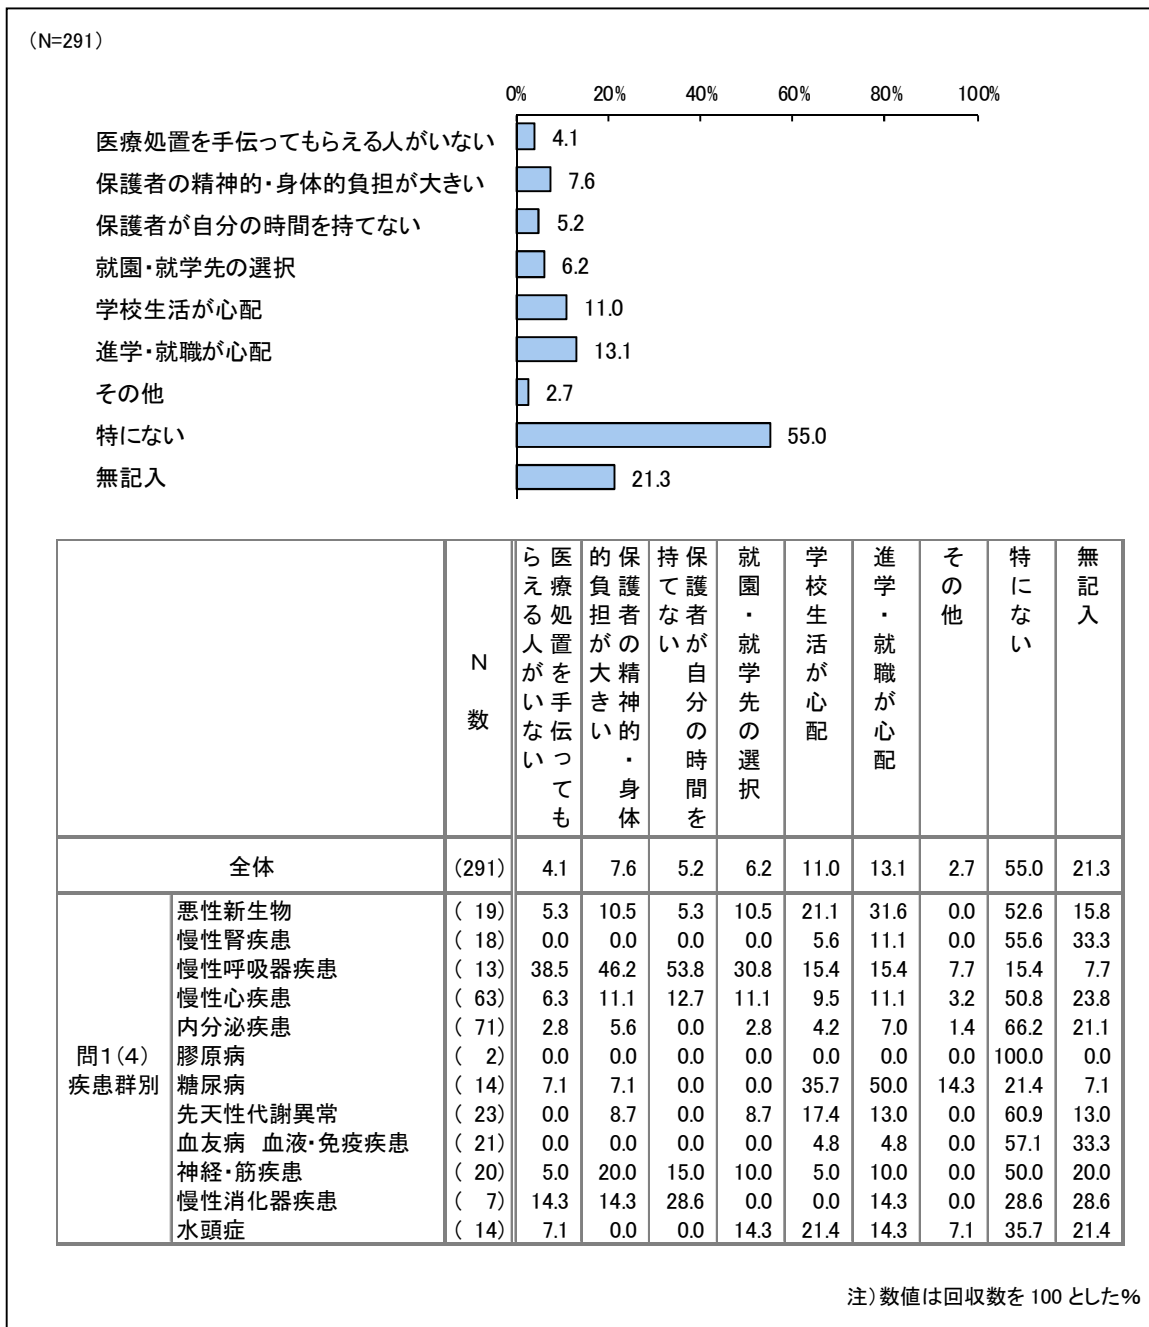 (N=291)
0% 20% 40% 60% 80% 100%
医療処置を手伝ってもらえる人がいない 4.1
保護者の精神的・身体的負担が大きい 7.6
保護者が自分の時間を持てない 5.2
就園・就学先の選択 6.2
学校生活が心配 11.0
進学・就職が心配 13.1
その他 2.7
特にない 55.0
無記入 21.3
N数
医療処置を手伝ってもらえる人がいない
保護者の精神的・身体的負担が大きい
保護者が自分の時間を持てない
就園・就学先の選択
学校生活が心配
進学・就職が心配
その他
特にない
無記入
全体 (291) 4.1 7.6 5.2 6.2 11.0 13.1 2.7 55.0 21.3
問1(4)
疾患群別
悪性新生物 ( 19) 5.3 10.5 5.3 10.5 21.1 31.6 0.0 52.6 15.8
慢性腎疾患 ( 18) 0.0 0.0 0.0 0.0 5.6 11.1 0.0 55.6 33.3
慢性呼吸器疾患 ( 13) 38.5 46.2 53.8 30.8 15.4 15.4 7.7 15.4 7.7
慢性心疾患 ( 63) 6.3 11.1 12.7 11.1 9.5 11.1 3.2 50.8 23.8
内分泌疾患 ( 71) 2.8 5.6 0.0 2.8 4.2 7.0 1.4 66.2 21.1
膠原病 ( 2) 0.0 0.0 0.0 0.0 0.0 0.0 0.0 100.0 0.0
糖尿病 ( 14) 7.1 7.1 0.0 0.0 35.7 50.0 14.3 21.4 7.1
先天性代謝異常 ( 23) 0.0 8.7 0.0 8.7 17.4 13.0 0.0 60.9 13.0
血友病 血液・免疫疾患 ( 21) 0.0 0.0 0.0 0.0 4.8 4.8 0.0 57.1 33.3
神経・筋疾患 ( 20) 5.0 20.0 15.0 10.0 5.0 10.0 0.0 50.0 20.0
慢性消化器疾患 ( 7) 14.3 14.3 28.6 0.0 0.0 14.3 0.0 28.6 28.6
水頭症 ( 14) 7.1 0.0 0.0 14.3 21.4 14.3 7.1 35.7 21.4
注)数値は回収数を 100 とした%